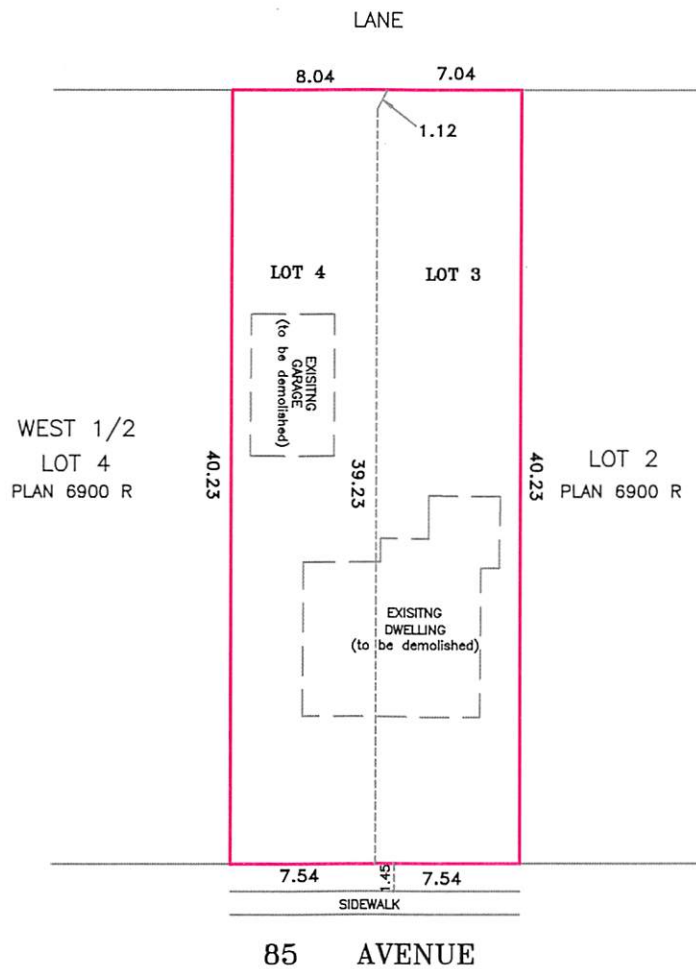 LANE
8.04 7.04
1.12
LOT 4 LOT 3
EXISITNG
GARAGE
(to be demolished)
WEST 1/2
LOT 4
PLAN 6900 R
40.23
39.23
40.23
LOT 2
PLAN 6900 R
EXISITNG
DWELLING
(to be demolished)
7.54 1.45 7.54
SIDEWALK
85 AVENUE